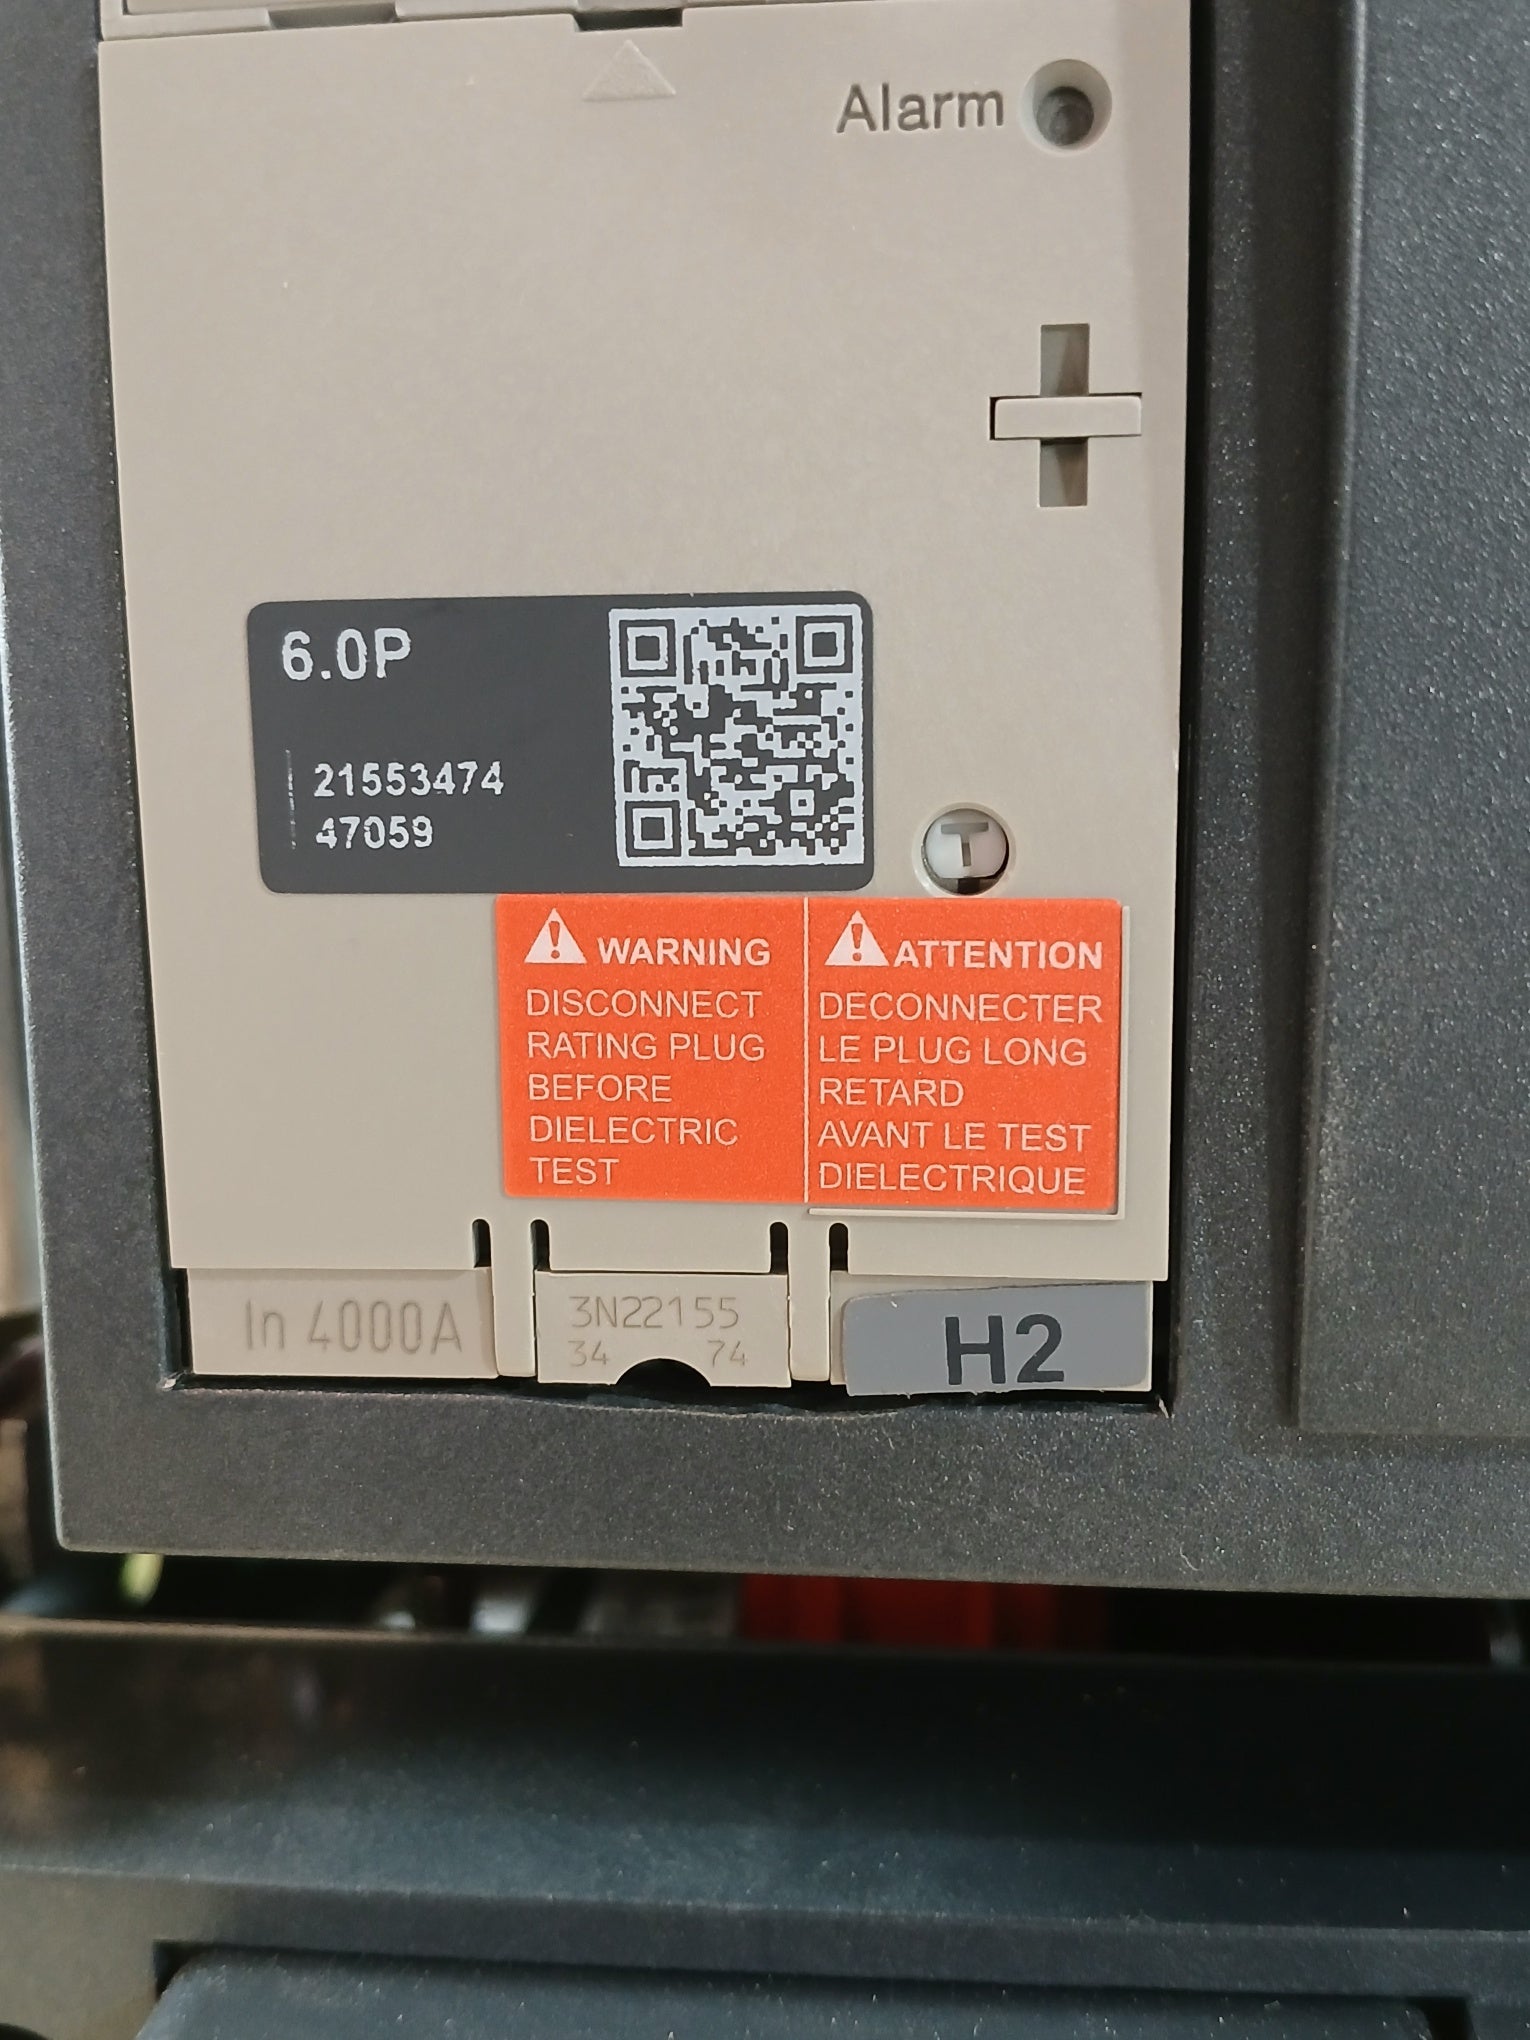 Alarm
6.0P
21553474
47059
T
WARNING
DISCONNECT
RATING PLUG
BEFORE
DIELECTRIC
TEST
ATTENTION
DECONNECTER
LE PLUG LONG
RETARD
AVANT LE TEST
DIELECTRIQUE
In 4000A
3N22155
34 74
H2